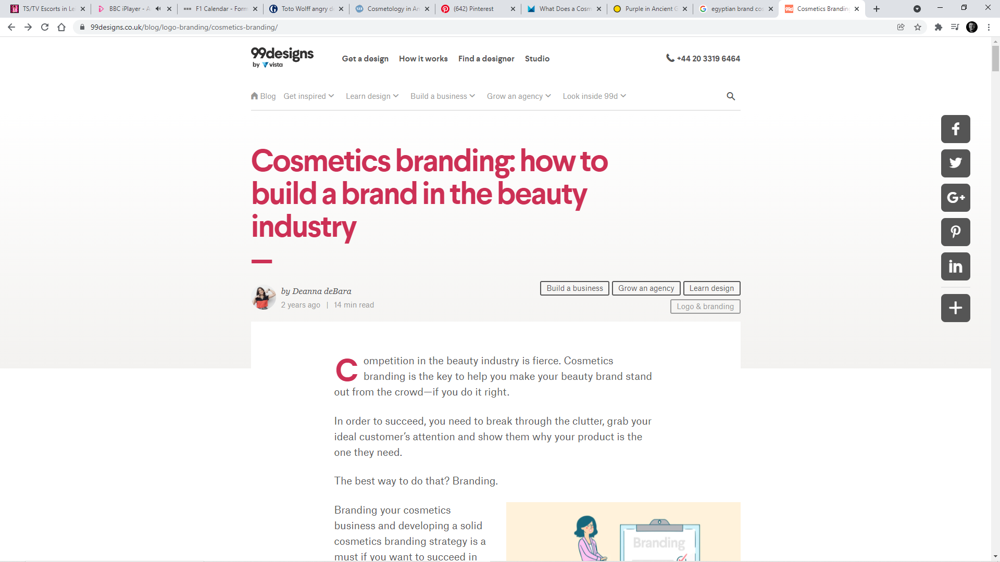 TS/TV Escorts in Le
BBC iPlayer - A
F1 Calendar - Form
Toto Wolff angry d
Cosmetology in An
(642) Pinterest
What Does a Cosm
Purple in Ancient G
egyptian brand cos
Cosmetics Branding
99designs.co.uk/blog/logo-branding/cosmetics-branding/
99designs
by vista
Get a design How it works Find a designer Studio
+44 20 3319 6464
Blog Get inspired Learn design Build a business Grow an agency Look inside 99d
Cosmetics branding: how to
build a brand in the beauty
industry
by Deanna deBara
2 years ago | 14 min read
Build a business Grow an agency Learn design
Logo & branding
Competition in the beauty industry is fierce. Cosmetics
branding is the key to help you make your beauty brand stand
out from the crowd—if you do it right.
In order to succeed, you need to break through the clutter, grab your
ideal customer’s attention and show them why your product is the
one they need.
The best way to do that? Branding.
Branding your cosmetics
business and developing a solid
cosmetics branding strategy is a
must if you want to succeed in
Branding
f
G+
in